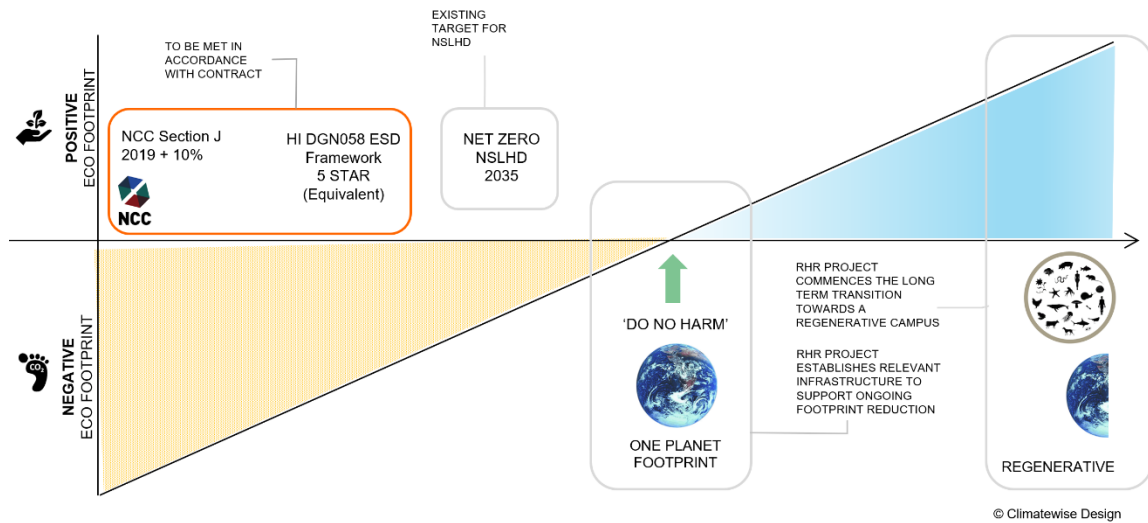 TO BE MET IN
ACCORDANCE
WITH CONTRACT
EXISTING
TARGET FOR
NSLHD
POSITIVE
ECO FOOTPRINT
NCC Section J
2019 + 10%
NCC
HI DGN058 ESD
Framework
5 STAR
(Equivalent)
NET ZERO
NSLHD
2035
NEGATIVE
ECO FOOTPRINT
CO2
'DO NO HARM'
ONE PLANET
FOOTPRINT
RHR PROJECT
COMMENCES THE LONG
TERM TRANSITION
TOWARDS A
REGENERATIVE CAMPUS
RHR PROJECT
ESTABLISHES RELEVANT
INFRASTRUCTURE TO
SUPPORT ONGOING
FOOTPRINT REDUCTION
REGENERATIVE
© Climatewise Design